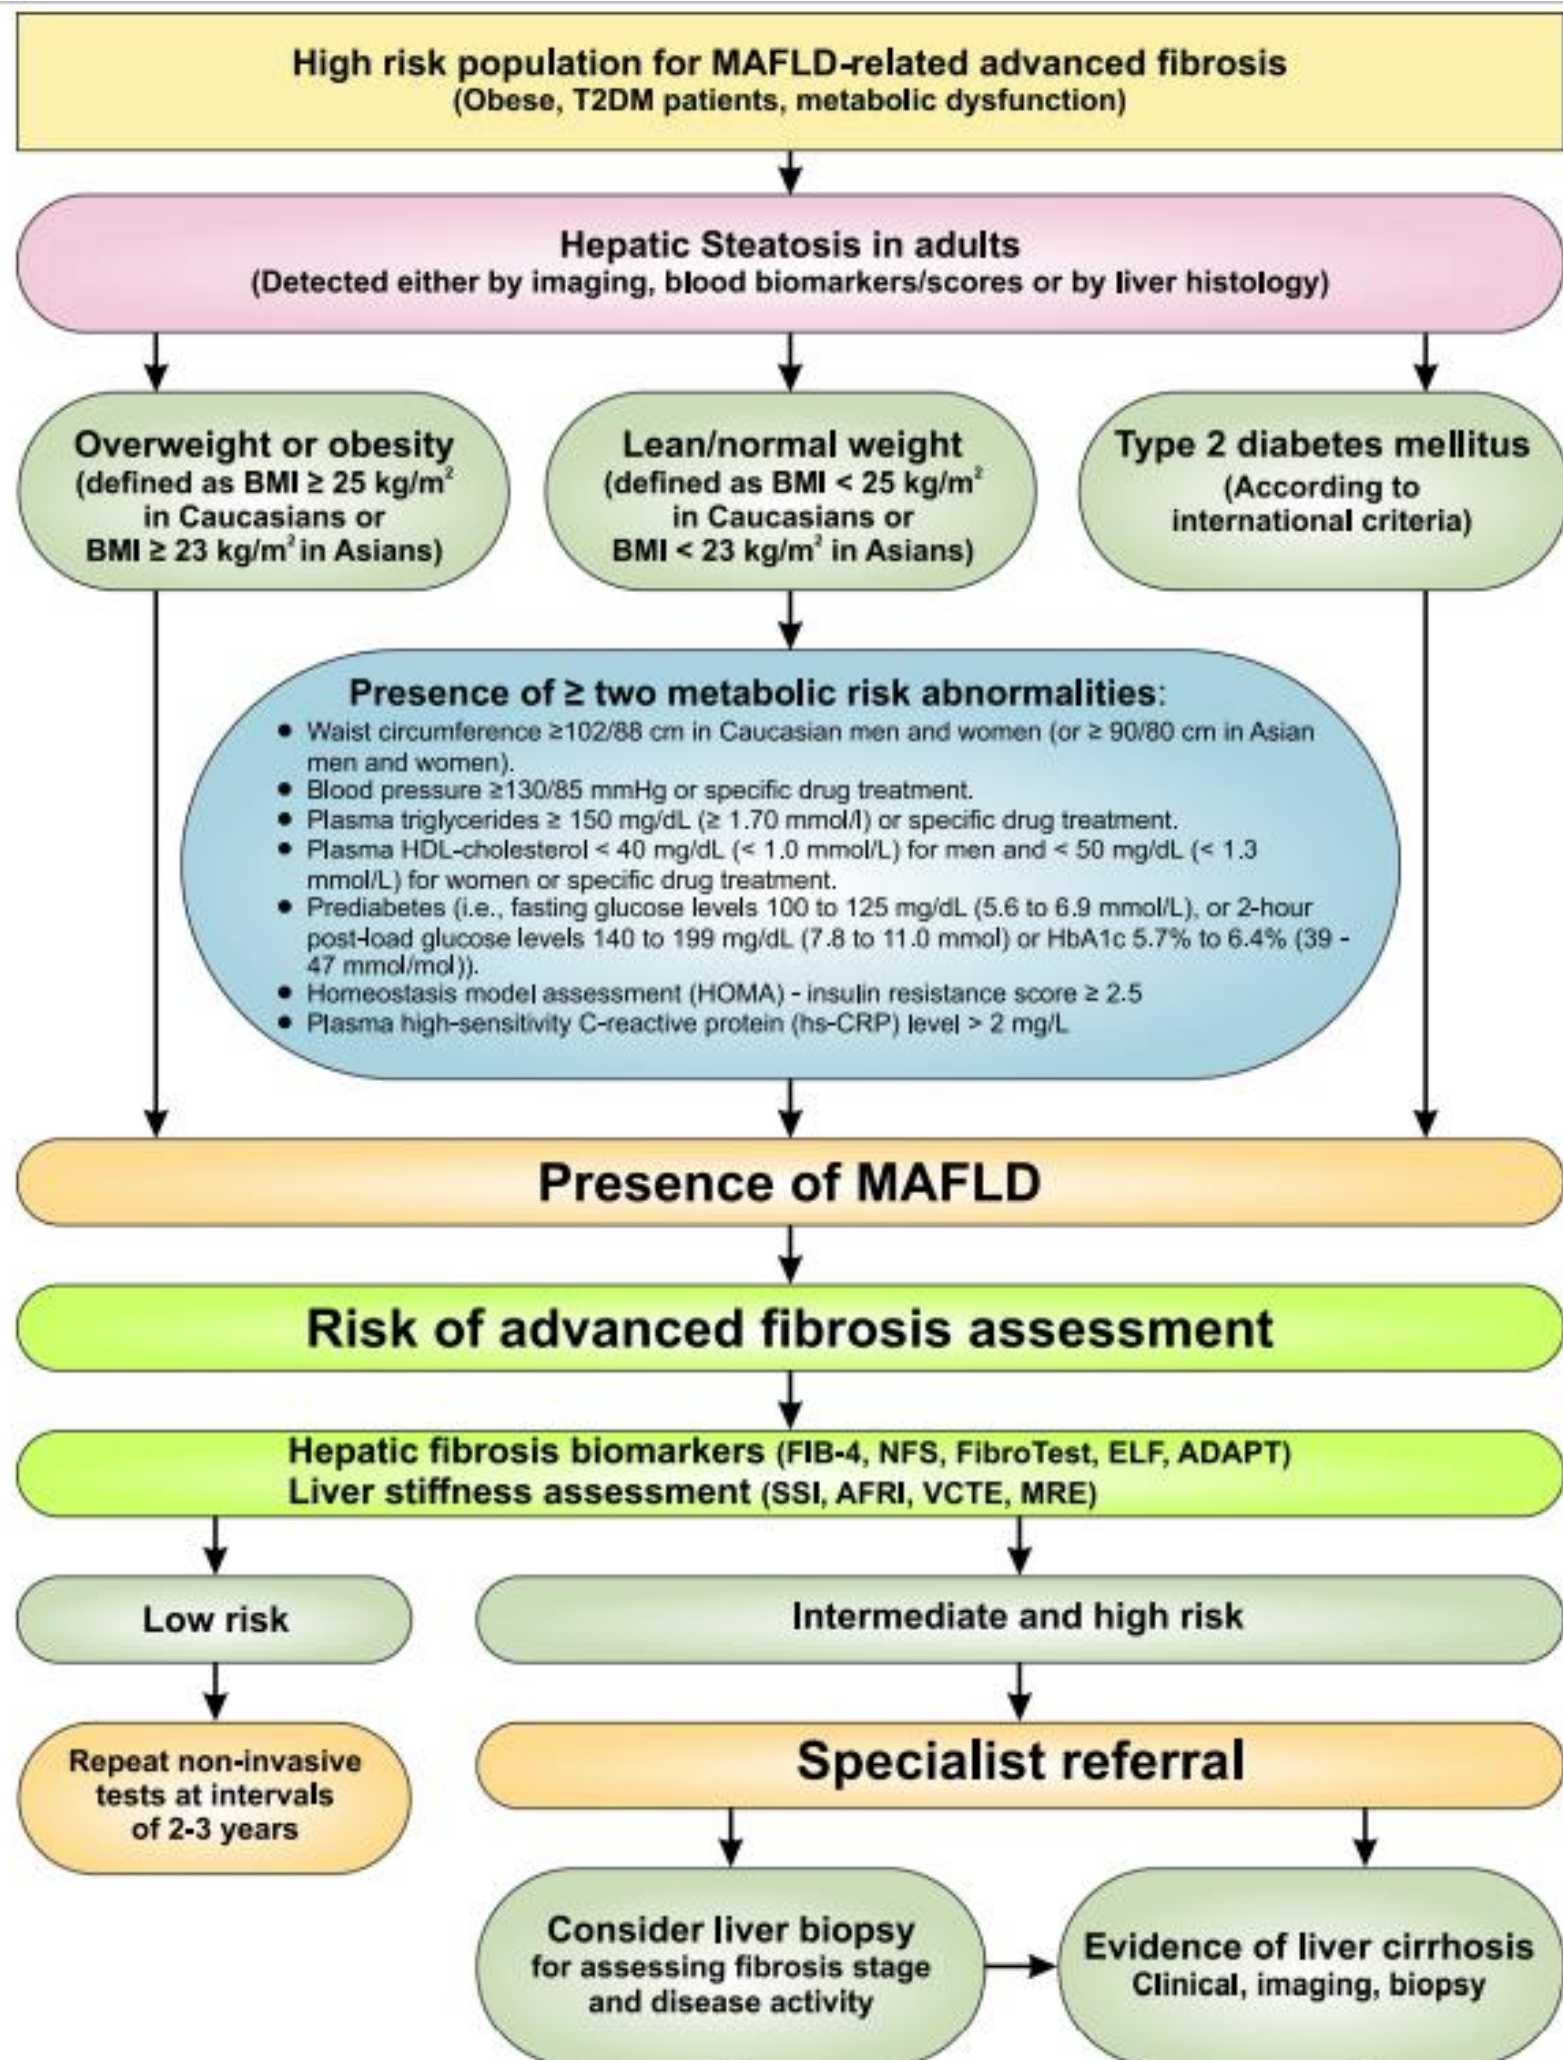 High risk population for MAFLD-related advanced fibrosis
(Obese, T2DM patients, metabolic dysfunction)
Hepatic Steatosis in adults
(Detected either by imaging, blood biomarkers/scores or by liver histology)
Overweight or obesity
(defined as BMI ≥ 25 kg/m²
in Caucasians or
BMI ≥ 23 kg/m² in Asians)
Lean/normal weight
(defined as BMI < 25 kg/m²
in Caucasians or
BMI < 23 kg/m² in Asians)
Type 2 diabetes mellitus
(According to
international criteria)
Presence of ≥ two metabolic risk abnormalities:
● Waist circumference ≥102/88 cm in Caucasian men and women (or ≥ 90/80 cm in Asian
men and women).
● Blood pressure ≥130/85 mmHg or specific drug treatment.
● Plasma triglycerides ≥ 150 mg/dL (≥ 1.70 mmol/l) or specific drug treatment.
● Plasma HDL-cholesterol < 40 mg/dL (< 1.0 mmol/L) for men and < 50 mg/dL (< 1.3
mmol/L) for women or specific drug treatment.
● Prediabetes (i.e., fasting glucose levels 100 to 125 mg/dL (5.6 to 6.9 mmol/L), or 2-hour
post-load glucose levels 140 to 199 mg/dL (7.8 to 11.0 mmol) or HbA1c 5.7% to 6.4% (39 -
47 mmol/mol)).
● Homeostasis model assessment (HOMA) - insulin resistance score ≥ 2.5
● Plasma high-sensitivity C-reactive protein (hs-CRP) level > 2 mg/L
Presence of MAFLD
Risk of advanced fibrosis assessment
Hepatic fibrosis biomarkers (FIB-4, NFS, FibroTest, ELF, ADAPT)
Liver stiffness assessment (SSI, AFRI, VCTE, MRE)
Low risk
Intermediate and high risk
Repeat non-invasive
tests at intervals
of 2-3 years
Specialist referral
Consider liver biopsy
for assessing fibrosis stage
and disease activity
Evidence of liver cirrhosis
Clinical, imaging, biopsy